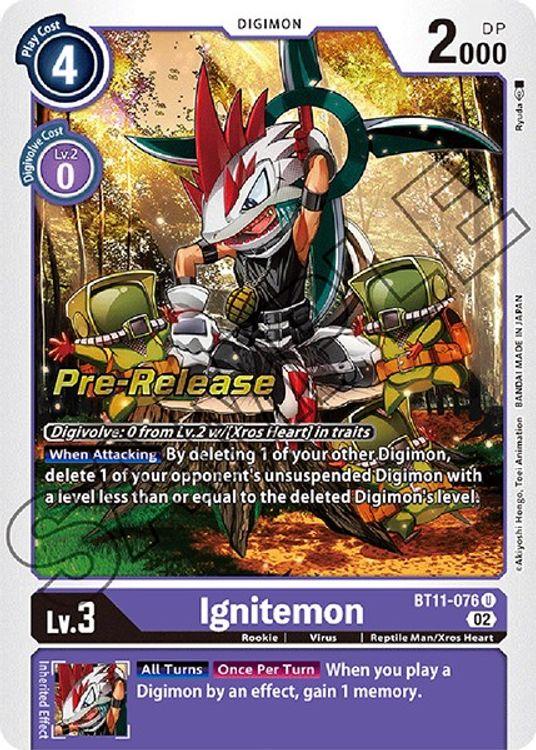 Play Cost
4
DIGIMON
DP
2000
Digivolve Cost
Lv.2
0
Ryuda
SAMPLE
Pre-Release
Digivolve: 0 from Lv.2 w/[Xros Heart] in traits
When Attacking By deleting 1 of your other Digimon,
delete 1 of your opponent's unsuspended Digimon with
a level less than or equal to the deleted Digimon's level.
©Akiyoshi Hongo, Toei Animation BANDAI MADE IN JAPAN
Lv.3
Ignitemon
BT11-076 U
02
Rookie | Virus | Reptile Man/Xros Heart
Inherited Effect
All Turns Once Per Turn When you play a
Digimon by an effect, gain 1 memory.